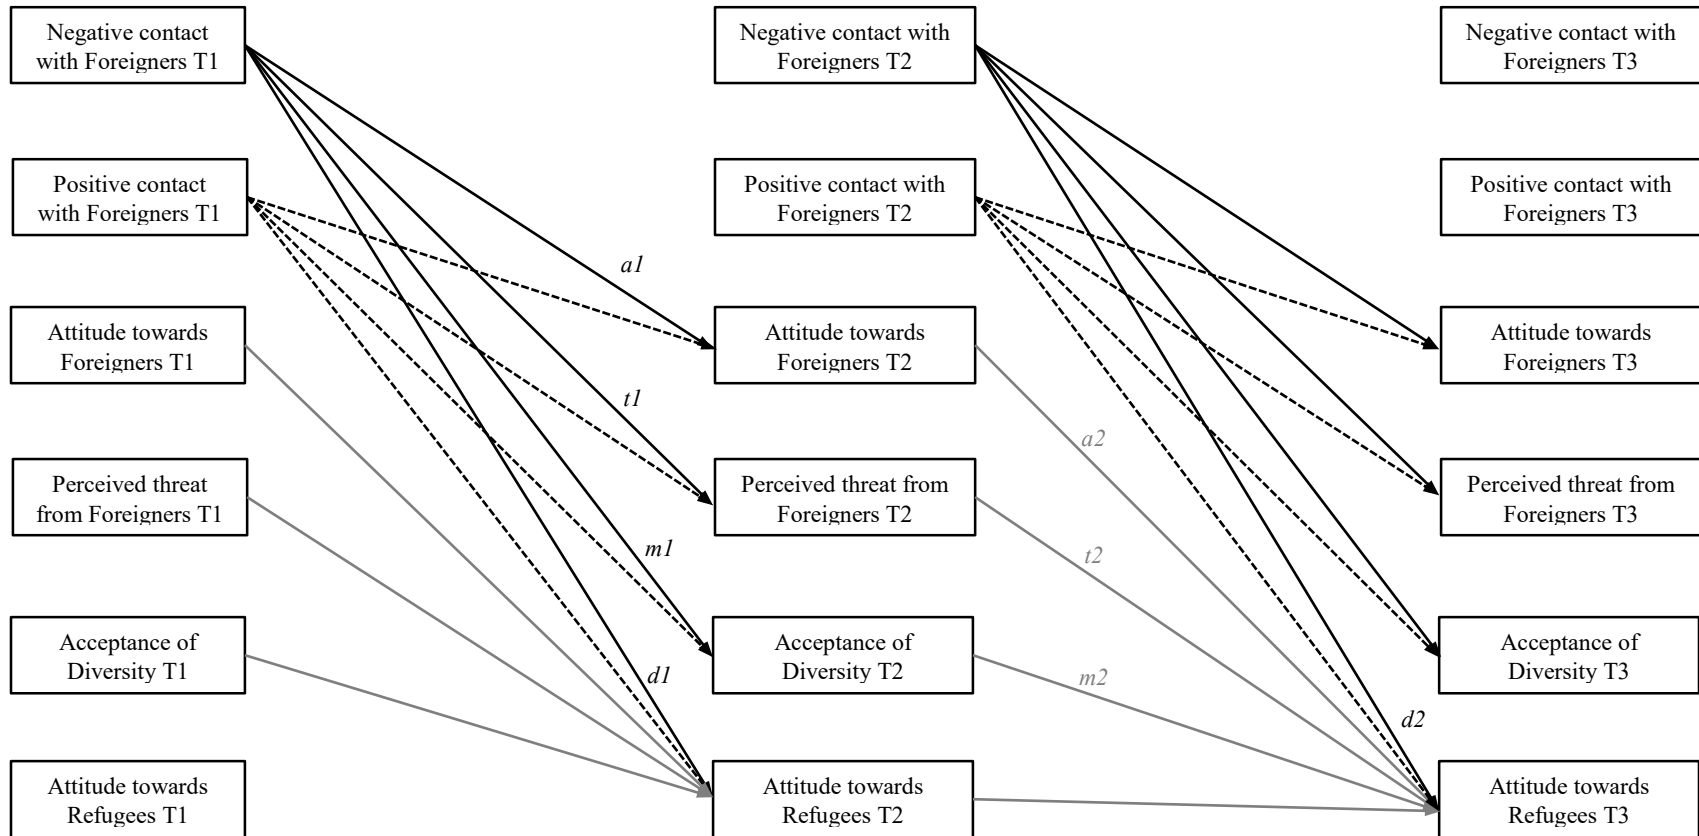 Negative contact
with Foreigners T1
Negative contact with
Foreigners T2
Negative contact with
Foreigners T3
Positive contact
with Foreigners T1
Positive contact with
Foreigners T2
Positive contact with
Foreigners T3
a1
Attitude towards
Foreigners T1
Attitude towards
Foreigners T2
Attitude towards
Foreigners T3
t1
a2
Perceived threat
from Foreigners T1
Perceived threat from
Foreigners T2
Perceived threat from
Foreigners T3
m1
t2
Acceptance of
Diversity T1
Acceptance of
Diversity T2
Acceptance of
Diversity T3
d1
m2
d2
Attitude towards
Refugees T1
Attitude towards
Refugees T2
Attitude towards
Refugees T3